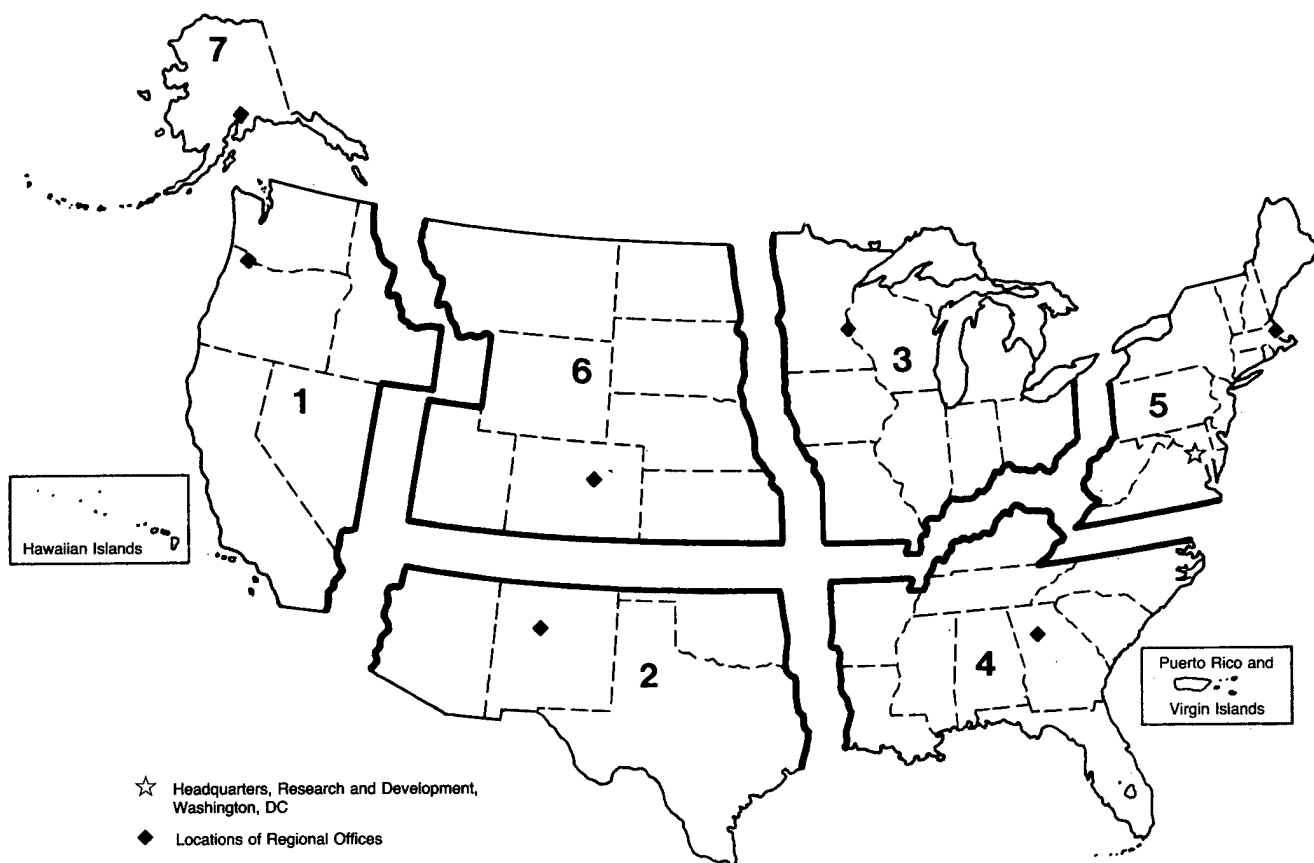 7
3
6
1
5
Hawaiian Islands
4
2
Puerto Rico and
Virgin Islands
Headquarters, Research and Development,
Washington, DC
Locations of Regional Offices